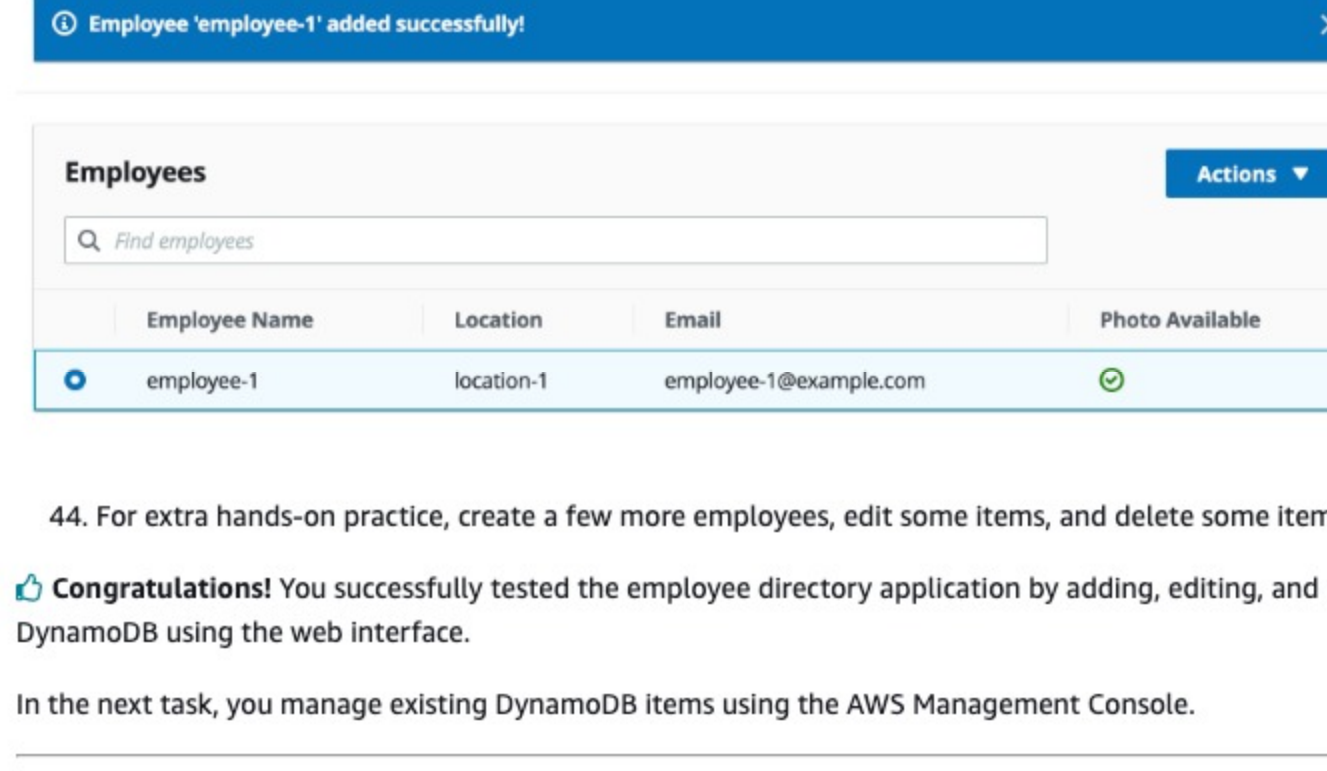 Employee 'employee-1' added successfully!
Employees
Actions
Find employees
Employee Name Location Email Photo Available
employee-1 location-1 employee-1@example.com
44. For extra hands-on practice, create a few more employees, edit some items, and delete some item
Congratulations! You successfully tested the employee directory application by adding, editing, and
DynamoDB using the web interface.
In the next task, you manage existing DynamoDB items using the AWS Management Console.